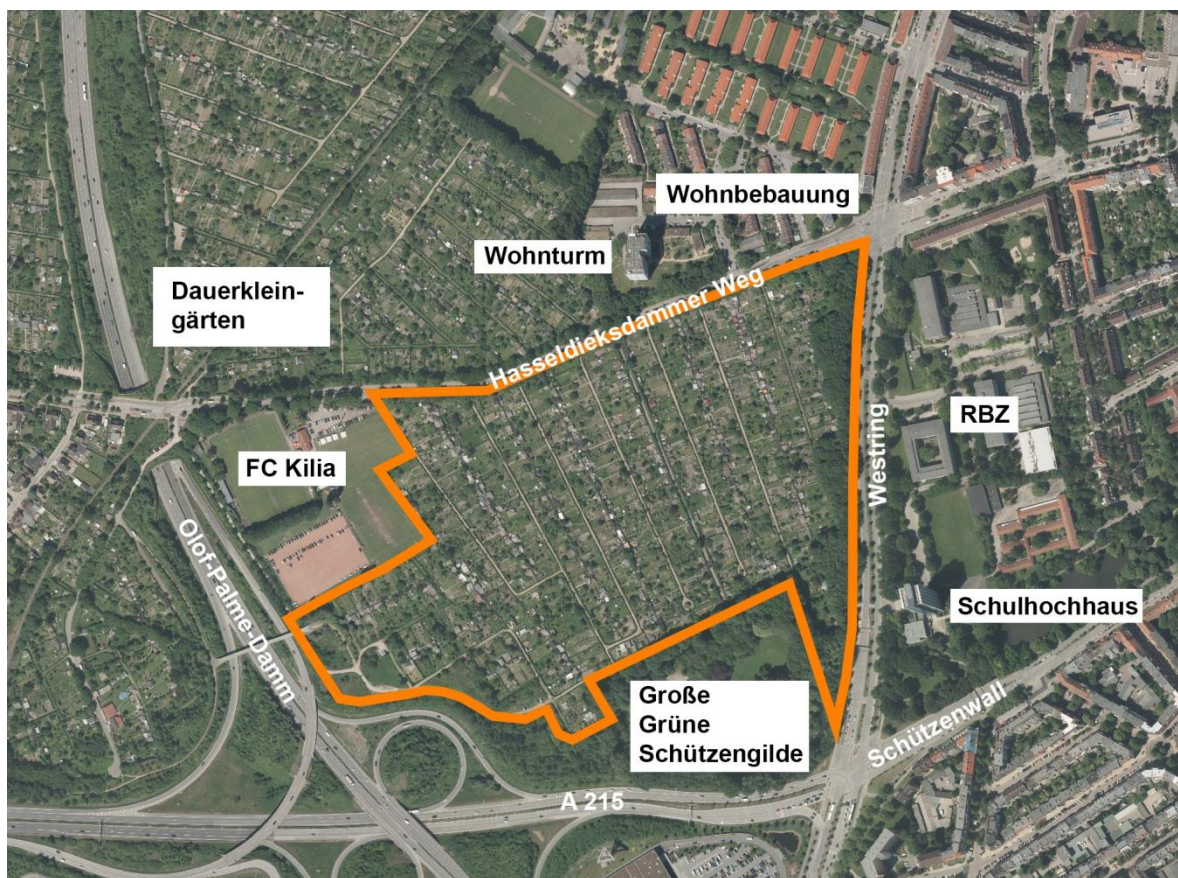 Wohnbebauung
Wohnturm
Dauerklein-
gärten
Hasseldieksdammer Weg
FC Kilia
RBZ
Westring
Olof-Palme-Damm
Schulhochhaus
Große
Grüne
Schützengilde
Schützenwall
A 215